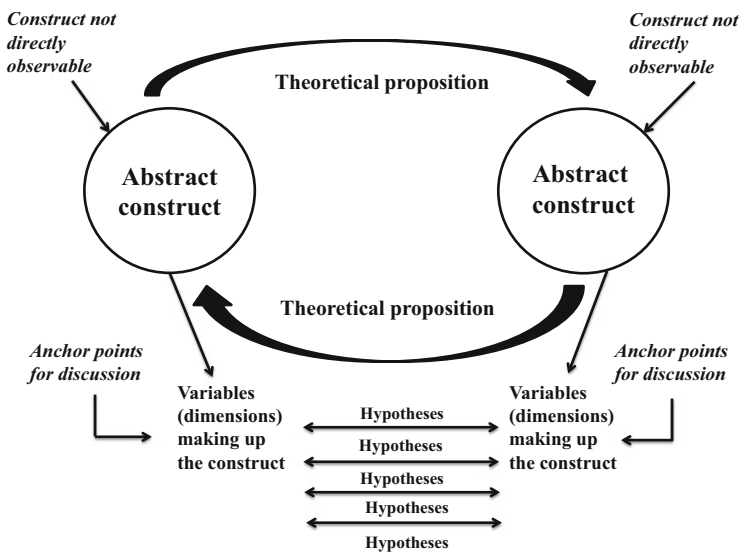 Construct not
directly
observable
Construct not
directly
observable
Theoretical proposition
Abstract
construct
Abstract
construct
Theoretical proposition
Anchor points
for discussion
Anchor points
for discussion
Variables
(dimensions)
making up
the construct
Hypotheses
Hypotheses
Hypotheses
Hypotheses
Hypotheses
Variables
(dimensions)
making up
the construct